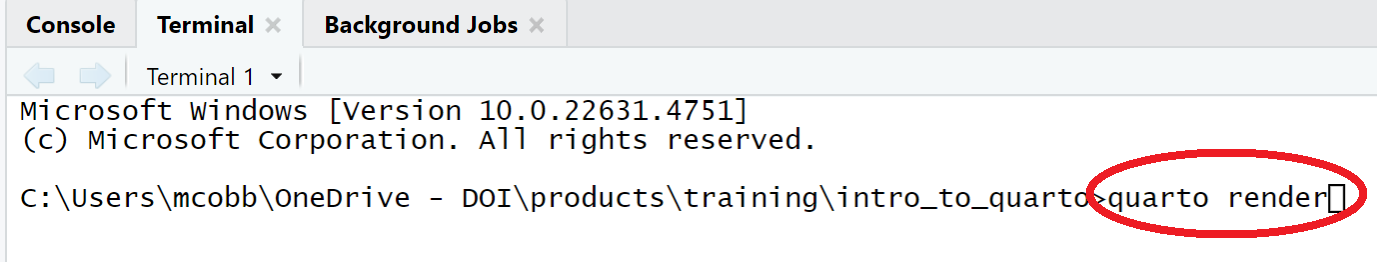 Console Terminal Background Jobs
Terminal 1
Microsoft Windows [Version 10.0.22631.4751]
(c) Microsoft Corporation. All rights reserved.
C:\Users\mcobb\OneDrive - DOI\products\training\intro_to_quarto>quarto render